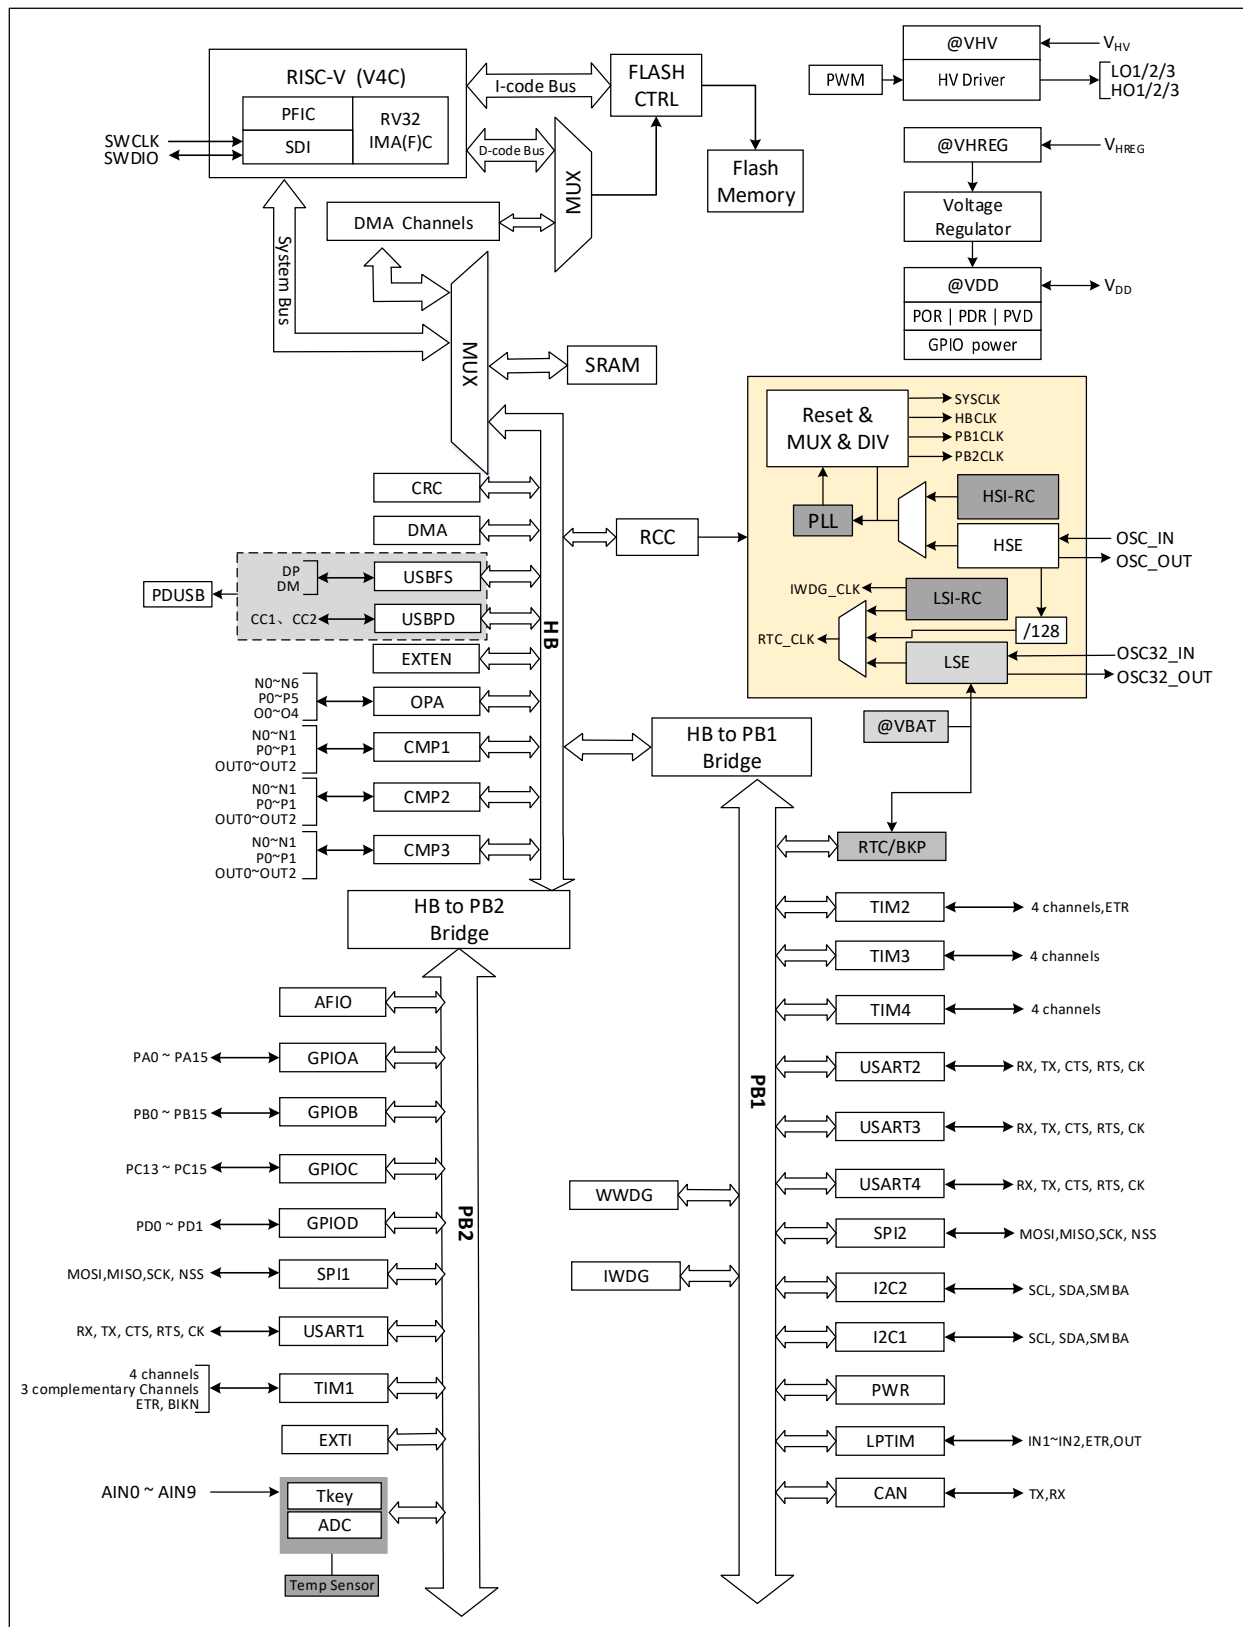 RISC-V (V4C)
PFIC
SDI
RV32
IMA(F)C
SWCLK
SWDIO
I-code Bus
D-code Bus
System Bus
FLASH
CTRL
MUX
Flash
Memory
DMA Channels
MUX
SRAM
@VHV
HV Driver
PWM
VHV
LO1/2/3
HO1/2/3
@VHREG
VHREG
Voltage
Regulator
@VDD
VDD
POR | PDR | PVD
GPIO power
Reset &
MUX & DIV
SYSCLK
HBCLK
PB1CLK
PB2CLK
HSI-RC
PLL
HSE
OSC_IN
OSC_OUT
IWDG_CLK
LSI-RC
RTC_CLK
/128
LSE
OSC32_IN
OSC32_OUT
@VBAT
RCC
HB
CRC
DMA
USBFS
DP
DM
PDUSB
USBPD
CC1、CC2
EXTEN
N0~N6
P0~P5
O0~O4
OPA
N0~N1
P0~P1
OUT0~OUT2
CMP1
N0~N1
P0~P1
OUT0~OUT2
CMP2
N0~N1
P0~P1
OUT0~OUT2
CMP3
HB to PB1
Bridge
HB to PB2
Bridge
PB2
AFIO
PA0 ~ PA15
GPIOA
PB0 ~ PB15
GPIOB
PC13 ~ PC15
GPIOC
PD0 ~ PD1
GPIOD
MOSI,MISO,SCK, NSS
SPI1
RX, TX, CTS, RTS, CK
USART1
4 channels
3 complementary Channels
ETR, BIKN
TIM1
EXTI
AIN0 ~ AIN9
Tkey
ADC
Temp Sensor
PB1
WWDG
IWDG
RTC/BKP
TIM2
4 channels,ETR
TIM3
4 channels
TIM4
4 channels
USART2
RX, TX, CTS, RTS, CK
USART3
RX, TX, CTS, RTS, CK
USART4
RX, TX, CTS, RTS, CK
SPI2
MOSI,MISO,SCK, NSS
I2C2
SCL, SDA,SMBA
I2C1
SCL, SDA,SMBA
PWR
LPTIM
IN1~IN2,ETR,OUT
CAN
TX,RX